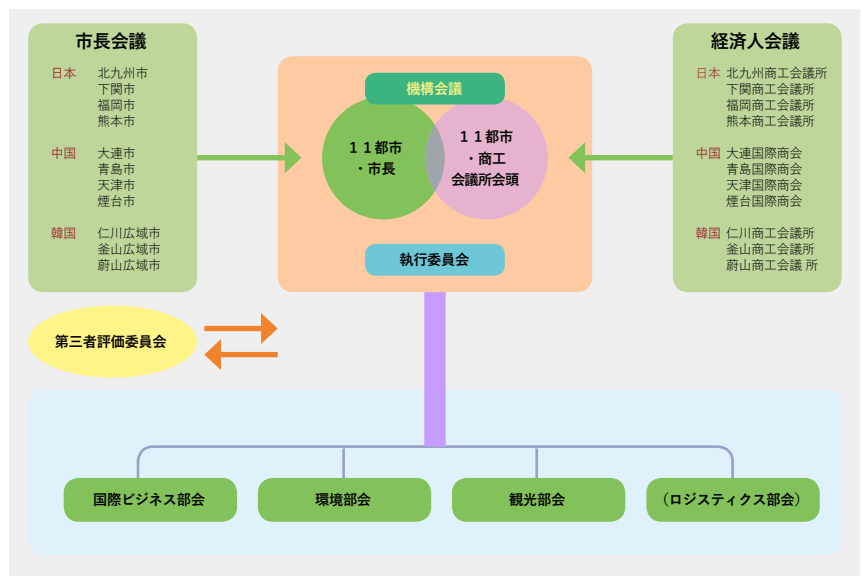 市長会議
日本 北九州市
下関市
福岡市
熊本市
中国 大連市
青島市
天津市
煙台市
韓国 仁川広域市
釜山広域市
蔚山広域市
機構会議
１１都市
・市長
１１都市
・商工
会議所会頭
執行委員会
経済人会議
日本 北九州商工会議所
下関商工会議所
福岡商工会議所
熊本商工会議所
中国 大連国際商会
青島国際商会
天津国際商会
煙台国際商会
韓国 仁川商工会議所
釜山商工会議所
蔚山商工会議 所
第三者評価委員会
国際ビジネス部会
環境部会
観光部会
（ロジスティクス部会）